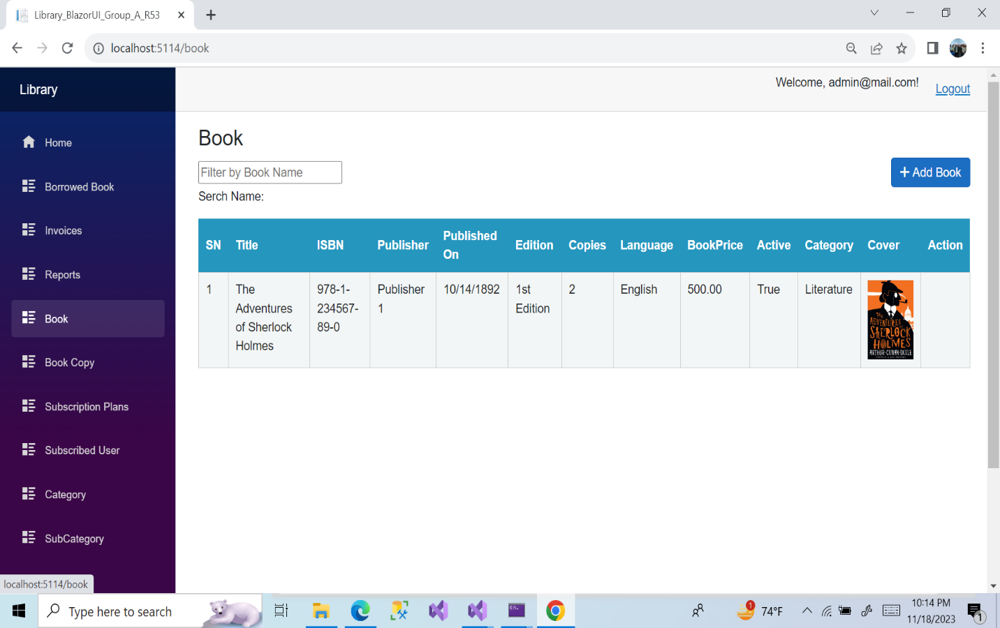 Library_BlazorUI_Group_A_R53
localhost:5114/book
Library
Welcome, admin@mail.com!
Logout
Home
Borrowed Book
Invoices
Reports
Book
Book Copy
Subscription Plans
Subscribed User
Category
SubCategory
Book
Filter by Book Name
+ Add Book
Serch Name:
SN Title ISBN Publisher Published On Edition Copies Language BookPrice Active Category Cover Action
1 The Adventures of Sherlock Holmes 978-1-234567-89-0 Publisher 1 10/14/1892 1st Edition 2 English 500.00 True Literature
The
ADVENTURES
SHERLOCK
HOLMES
ARTHUR CONAN DOYLE
localhost:5114/book
Type here to search
1
74°F
10:14 PM
11/18/2023
1